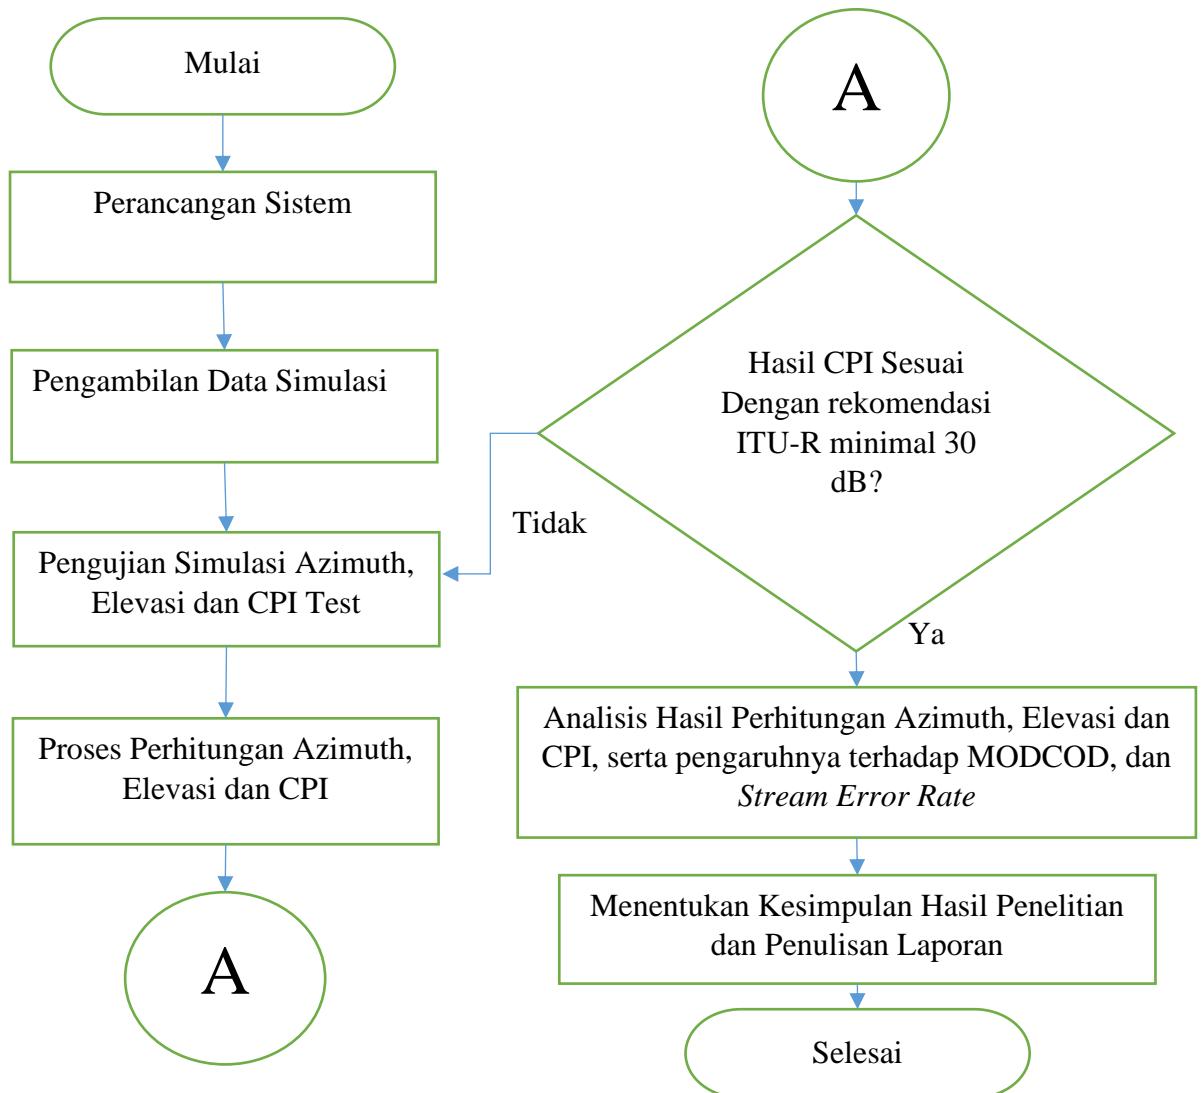 Mulai
Perancangan Sistem
Pengambilan Data Simulasi
Pengujian Simulasi Azimuth,
Elevasi dan CPI Test
Proses Perhitungan Azimuth,
Elevasi dan CPI
A
A
Hasil CPI Sesuai
Dengan rekomendasi
ITU-R minimal 30
dB?
Tidak
Ya
Analisis Hasil Perhitungan Azimuth, Elevasi dan
CPI, serta pengaruhnya terhadap MODCOD, dan
Stream Error Rate
Menentukan Kesimpulan Hasil Penelitian
dan Penulisan Laporan
Selesai